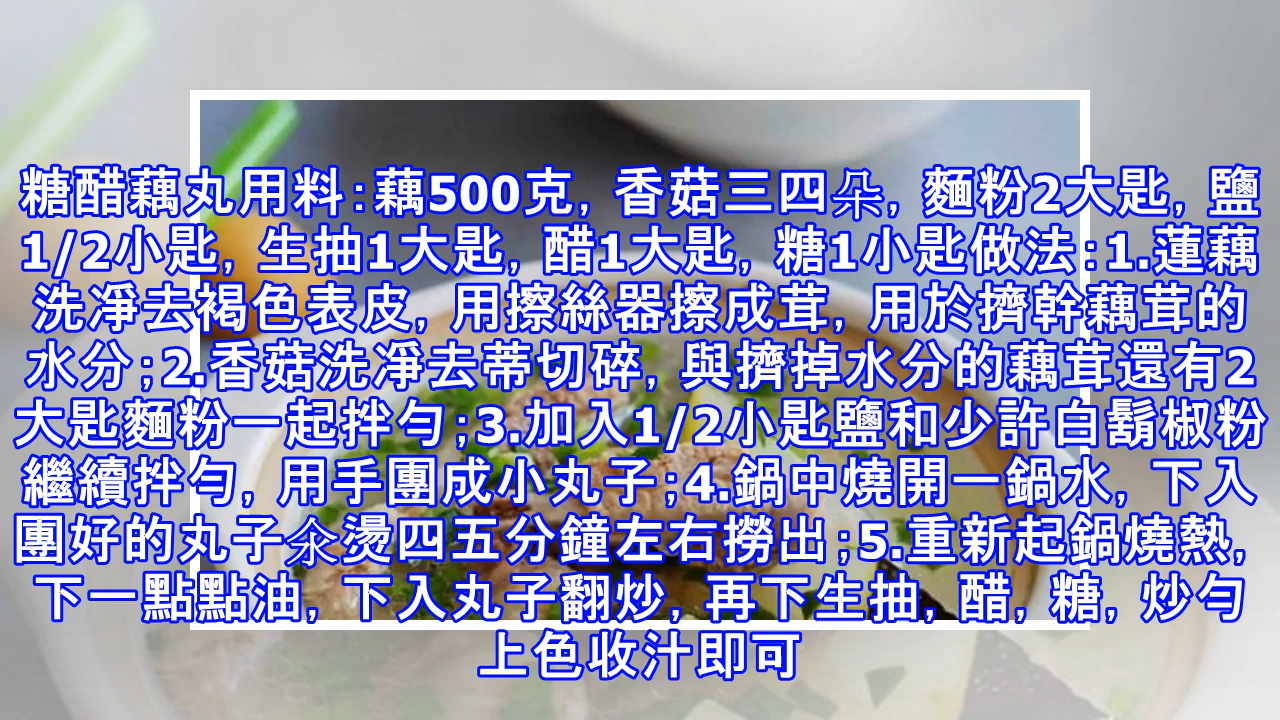 糖醋藕丸用料:藕500克, 香菇三四朵, 麵粉2大匙, 鹽
1/2小匙, 生抽1大匙, 醋1大匙, 糖1小匙做法:1.蓮藕
洗凈去褐色表皮, 用擦絲器擦成茸, 用於擠幹藕茸的
水分;2.香菇洗凈去蒂切碎, 與擠掉水分的藕茸還有2
大匙麵粉一起拌勻;3.加入1/2小匙鹽和少許白鬍椒粉
繼續拌勻, 用手團成小丸子;4.鍋中燒開一鍋水, 下入
團好的丸子汆燙四五分鐘左右撈出;5.重新起鍋燒熱,
下一點點油, 下入丸子翻炒, 再下生抽, 醋, 糖, 炒勻
上色收汁即可